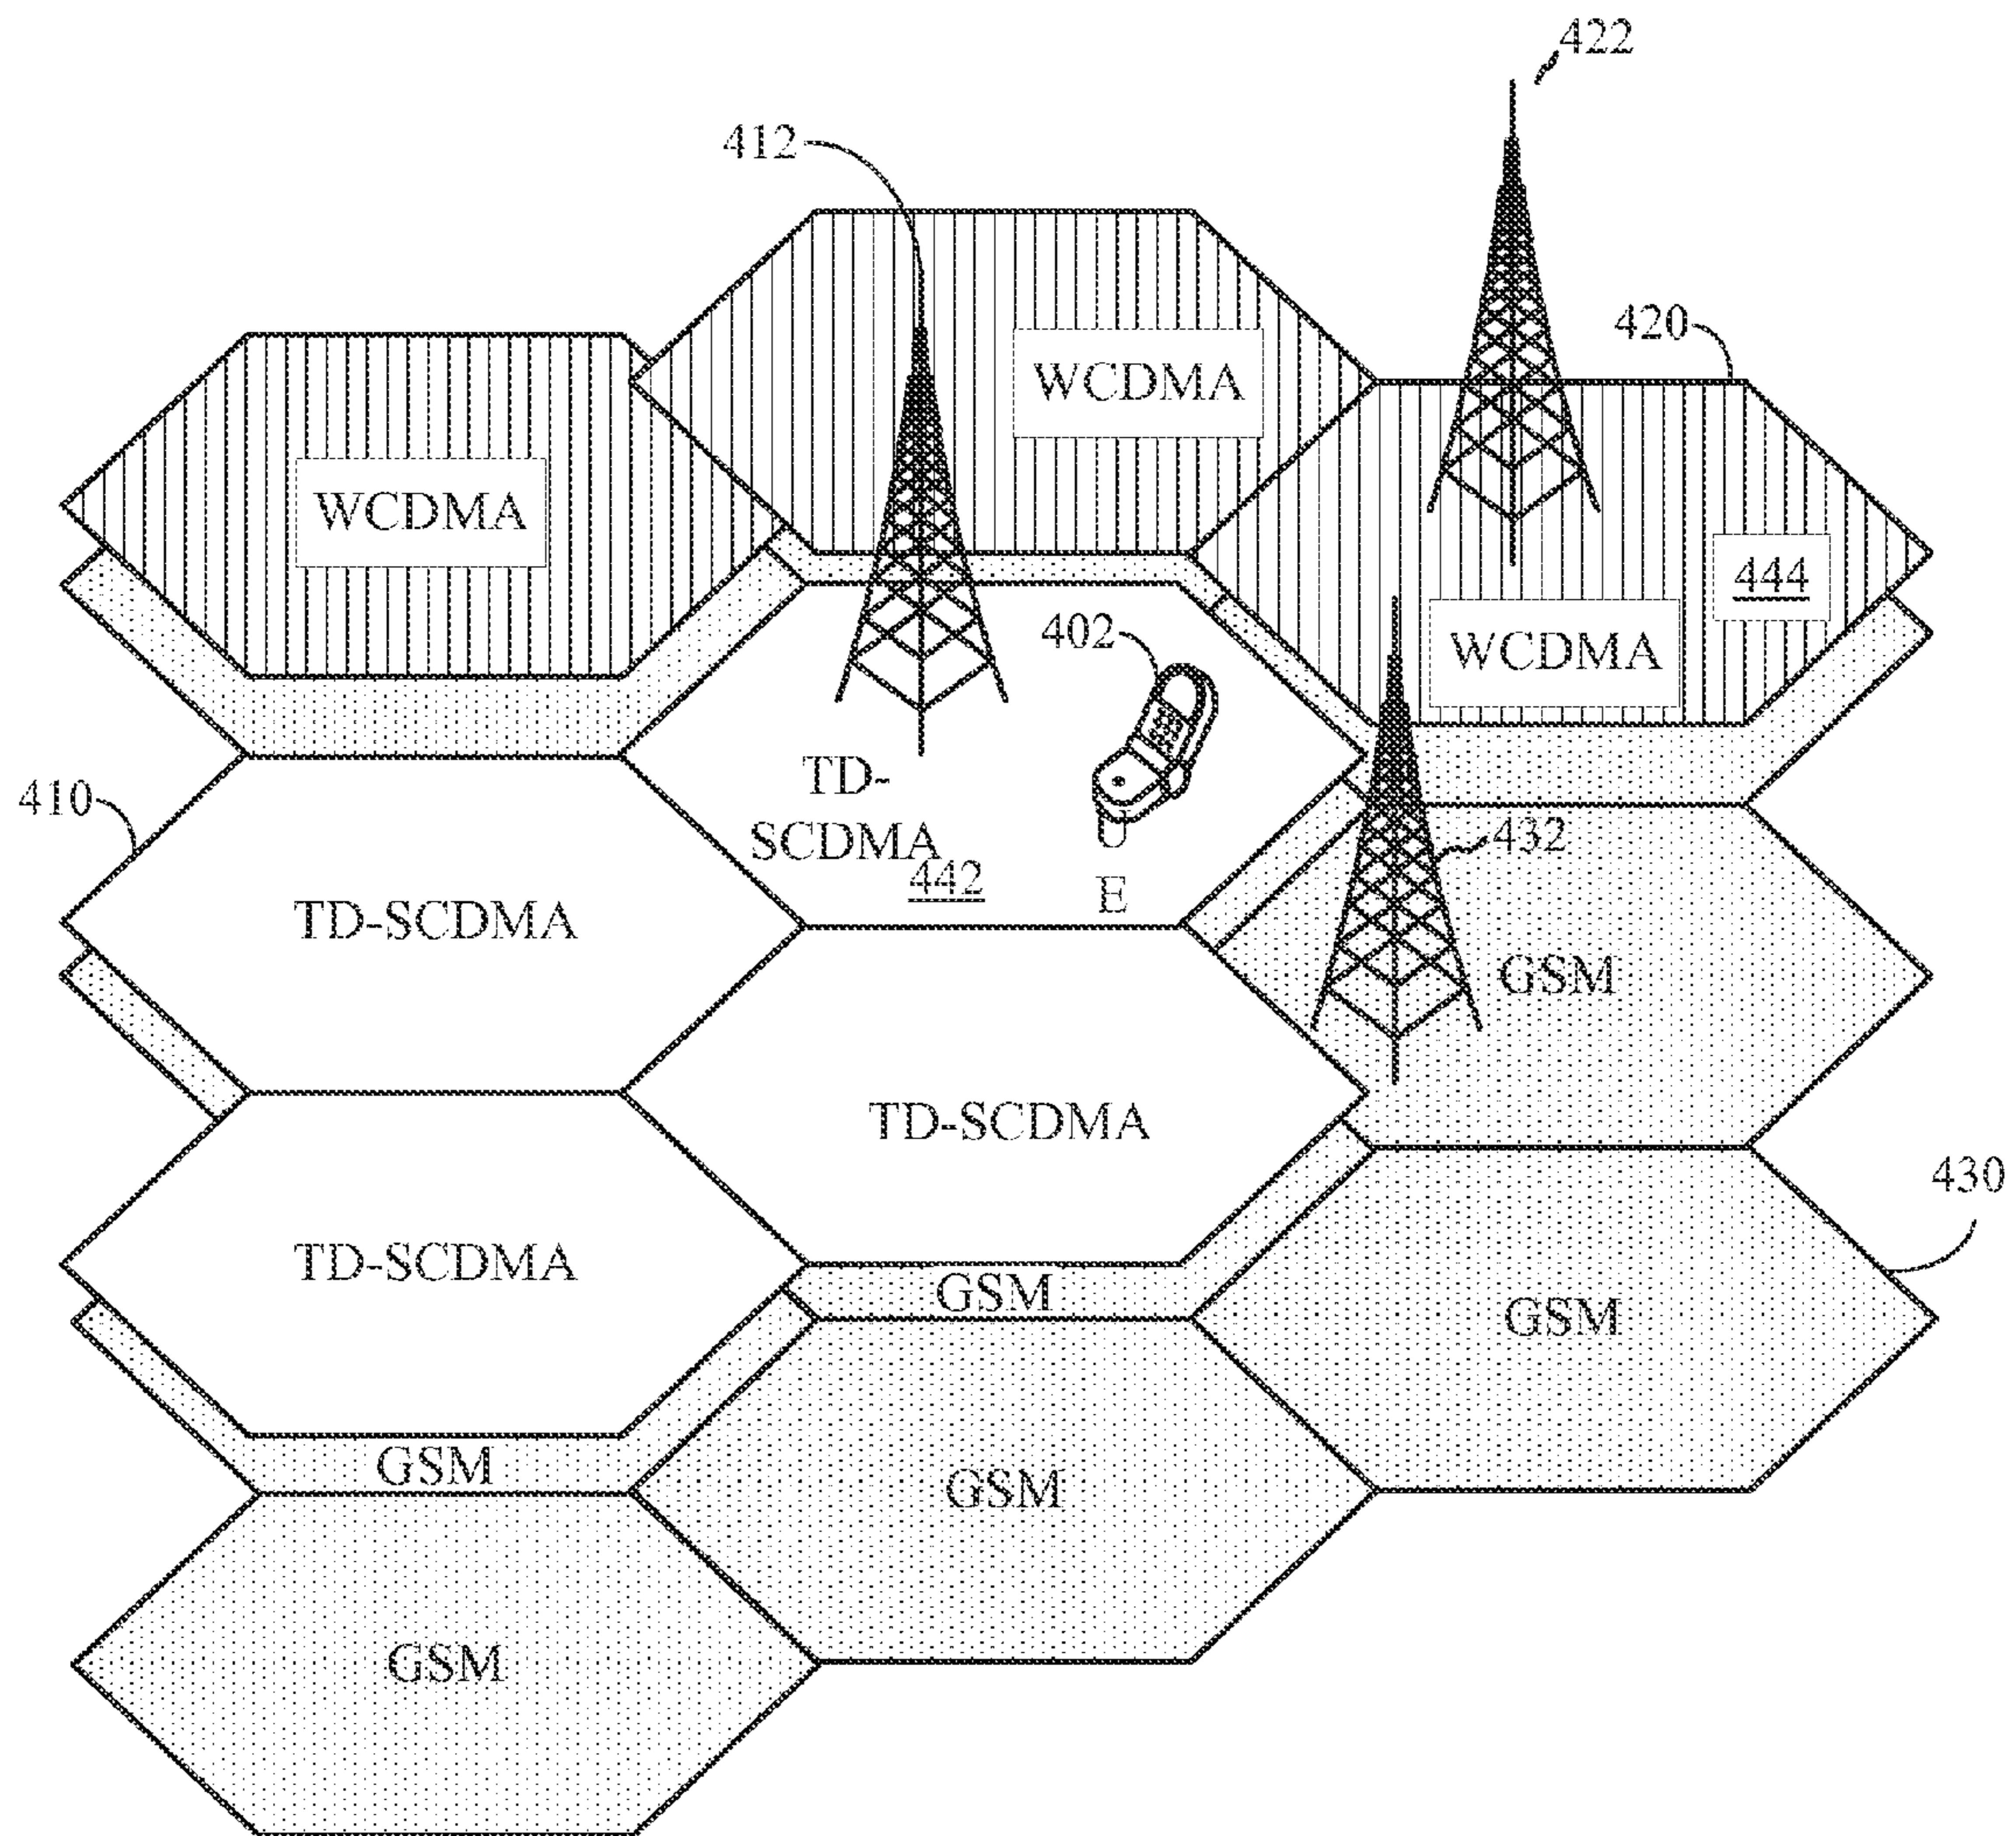 422
412
420
WCDMA
WCDMA
444
402
WCDMA
TD-
SCDMA
442
U
E
410
432
TD-SCDMA
GSM
TD-SCDMA
430
TD-SCDMA
GSM
GSM
GSM
GSM
GSM